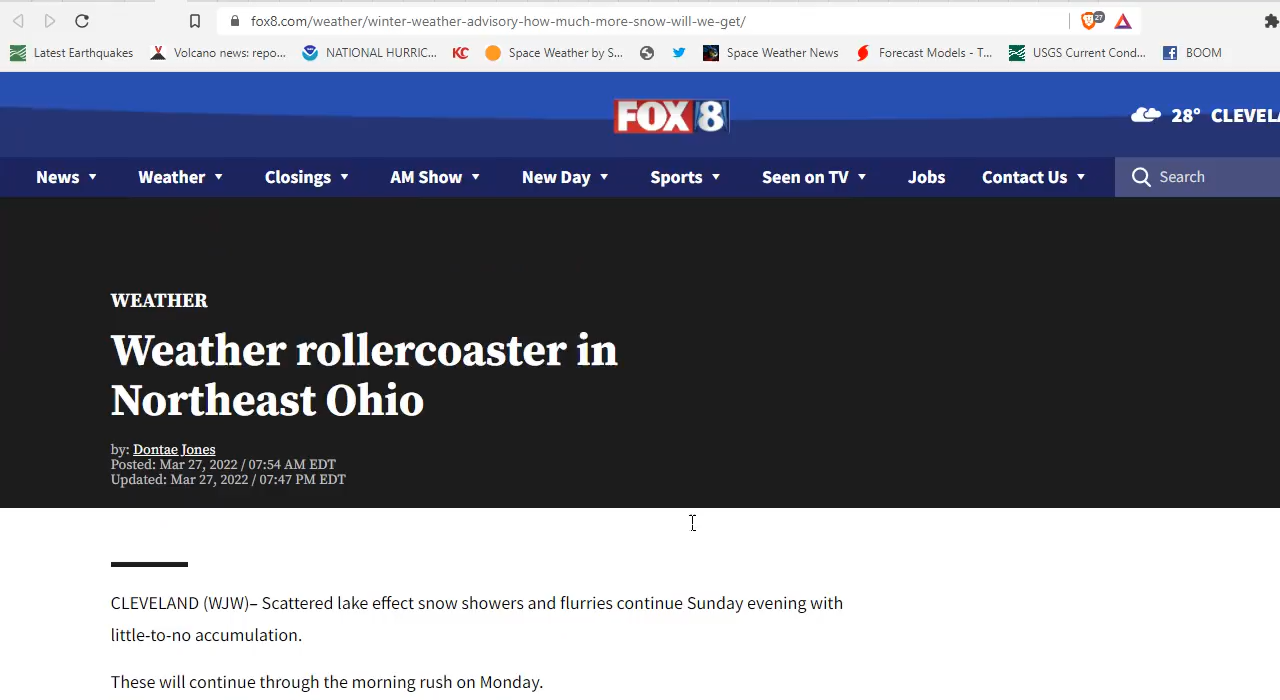 fox8.com/weather/winter-weather-advisory-how-much-more-snow-will-we-get/
27
Latest Earthquakes Volcano news: repo... NATIONAL HURRIC... KC Space Weather by S... Space Weather News Forecast Models - T... USGS Current Cond... BOOM
FOX 8
28° CLEVELA
News Weather Closings AM Show New Day Sports Seen on TV Jobs Contact Us Search
WEATHER
Weather rollercoaster in
Northeast Ohio
by: Dontae Jones
Posted: Mar 27, 2022 / 07:54 AM EDT
Updated: Mar 27, 2022 / 07:47 PM EDT
CLEVELAND (WJW)– Scattered lake effect snow showers and flurries continue Sunday evening with
little-to-no accumulation.
These will continue through the morning rush on Monday.